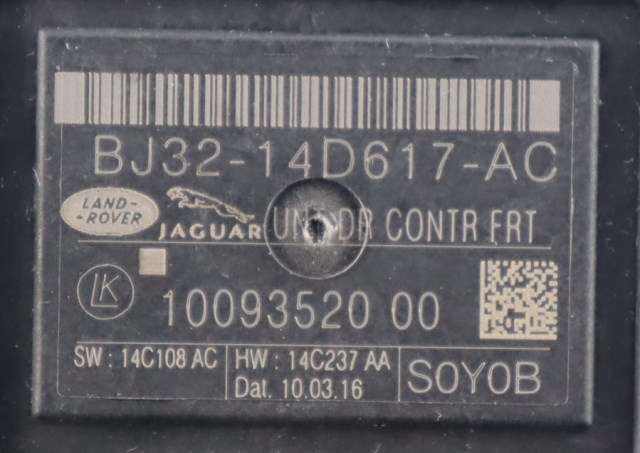 BJ32-14D617-AC
LAND-
-ROVER
JAGUAR
DR CONTR FRT
LK
10093520 00
SW : 14C108 AC
HW : 14C237 AA
Dat. 10.03.16
SOYOB